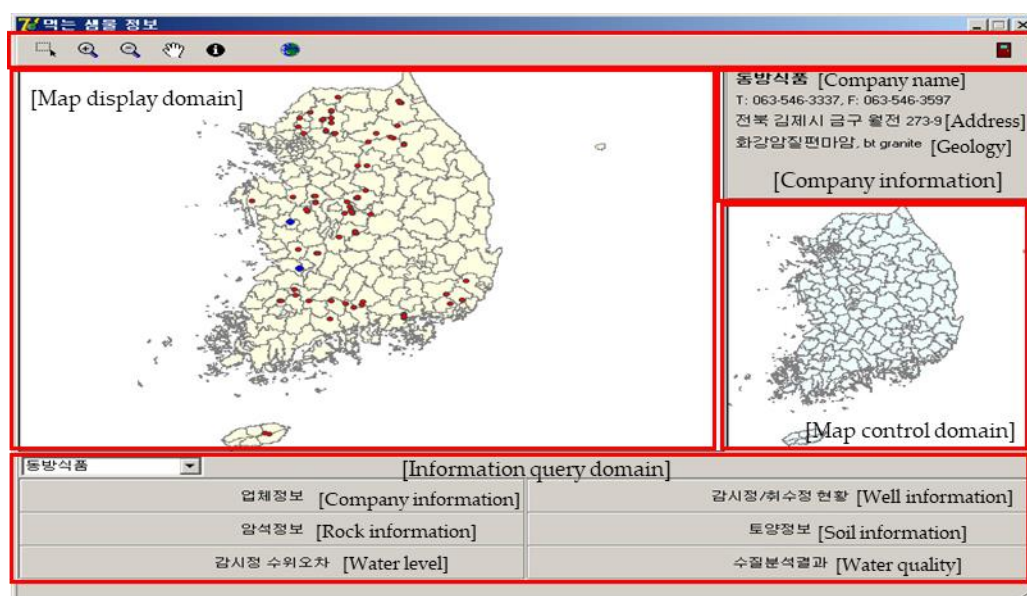 먹는 샘물 정보
[Map display domain]
동방식품 [Company name]
T: 063-546-3337, F: 063-546-3597
전북 김제시 금구 월전 273-9 [Address]
화강암질편마암, bt granite [Geology]
[Company information]
[Map control domain]
동방식품 [Information query domain]
업체정보 [Company information] 감시정/취수정 현황 [Well information]
암석정보 [Rock information] 토양정보 [Soil information]
감시정 수위오차 [Water level] 수질분석결과 [Water quality]